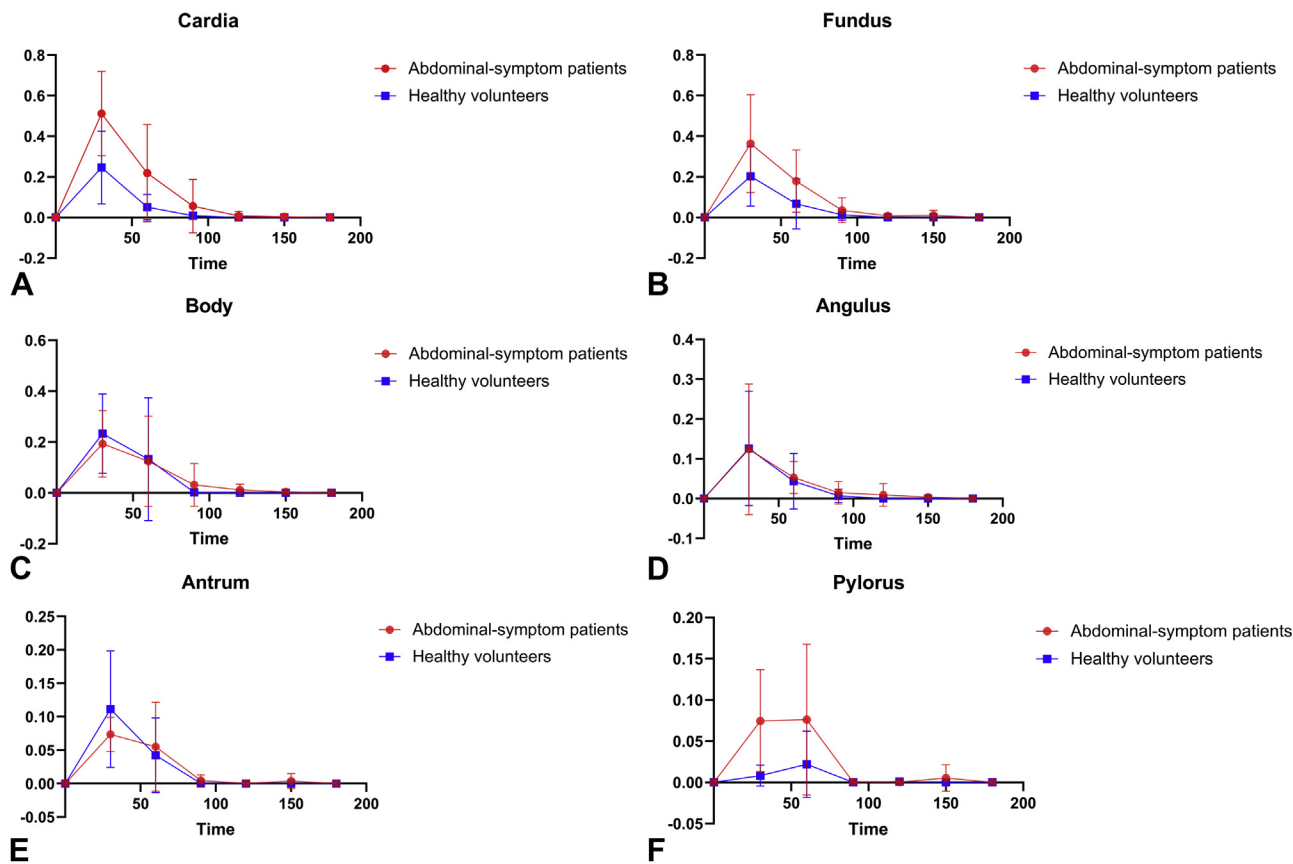 Cardia
0.8
0.6
0.4
0.2
0.0
-0.2
50
100
150
200
Time
Abdominal-symptom patients
Healthy volunteers
A
Fundus
0.8
0.6
0.4
0.2
0.0
-0.2
50
100
150
200
Time
Abdominal-symptom patients
Healthy volunteers
B
Body
0.6
0.4
0.2
0.0
-0.2
50
100
150
200
Time
Abdominal-symptom patients
Healthy volunteers
C
Angulus
0.4
0.3
0.2
0.1
0.0
-0.1
50
100
150
200
Time
Abdominal-symptom patients
Healthy volunteers
D
Antrum
0.25
0.20
0.15
0.10
0.05
0.00
-0.05
50
100
150
200
Time
Abdominal-symptom patients
Healthy volunteers
E
Pylorus
0.20
0.15
0.10
0.05
0.00
-0.05
50
100
150
200
Time
Abdominal-symptom patients
Healthy volunteers
F